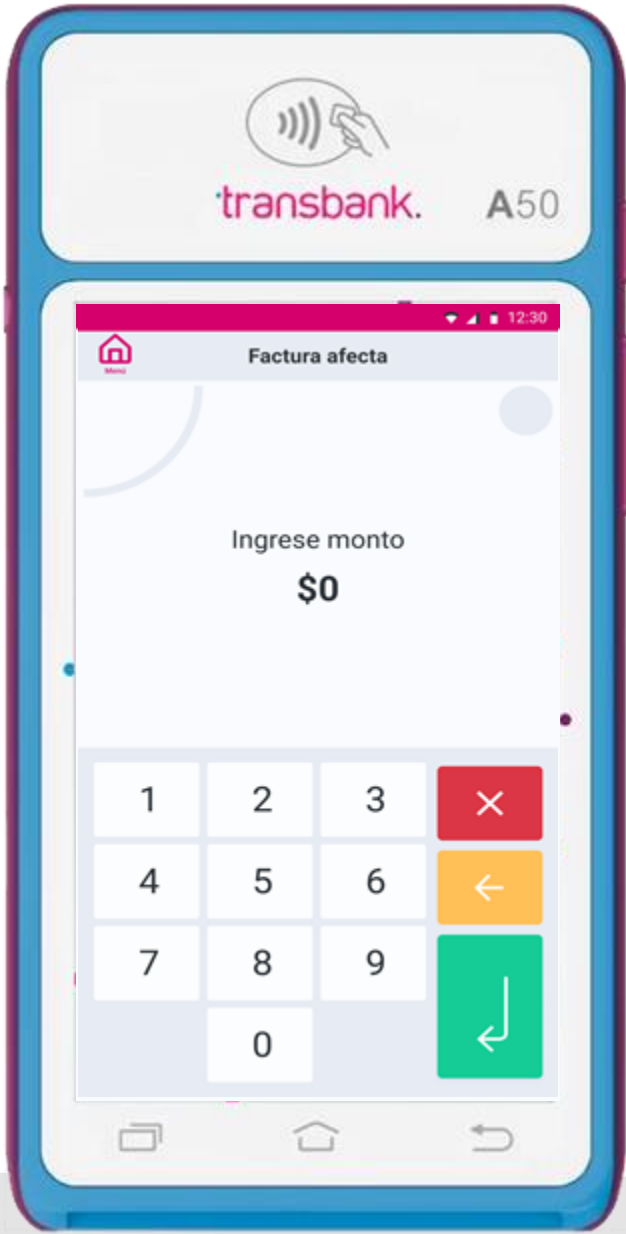 transbank.
A50
12:30
Menú
Factura afecta
Ingrese monto
$0
1 2 3
4 5 6
7 8 9
0